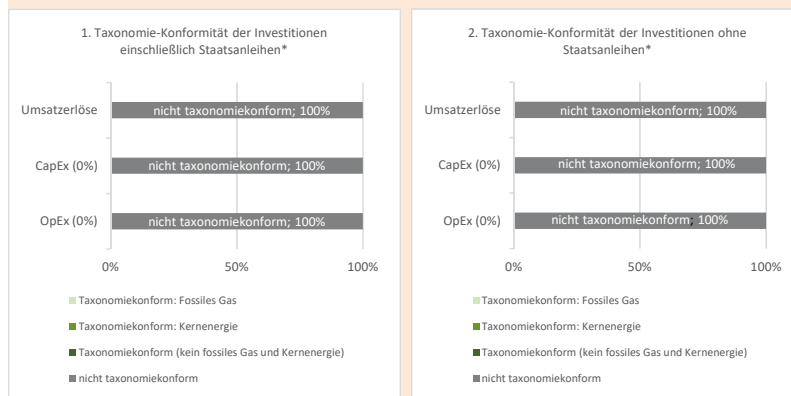 1. Taxonomie-Konformität der Investitionen
einschließlich Staatsanleihen*
Umsatzerlöse
nicht taxonomiekonform; 100%
CapEx (0%)
nicht taxonomiekonform; 100%
OpEx (0%)
nicht taxonomiekonform; 100%
0%
50%
100%
Taxonomiekonform: Fossiles Gas
Taxonomiekonform: Kernenergie
Taxonomiekonform (kein fossiles Gas und Kernenergie)
nicht taxonomiekonform
2. Taxonomie-Konformität der Investitionen ohne
Staatsanleihen*
Umsatzerlöse
nicht taxonomiekonform; 100%
CapEx (0%)
nicht taxonomiekonform; 100%
OpEx (0%)
nicht taxonomiekonform; 100%
0%
50%
100%
Taxonomiekonform: Fossiles Gas
Taxonomiekonform: Kernenergie
Taxonomiekonform (kein fossiles Gas und Kernenergie)
nicht taxonomiekonform